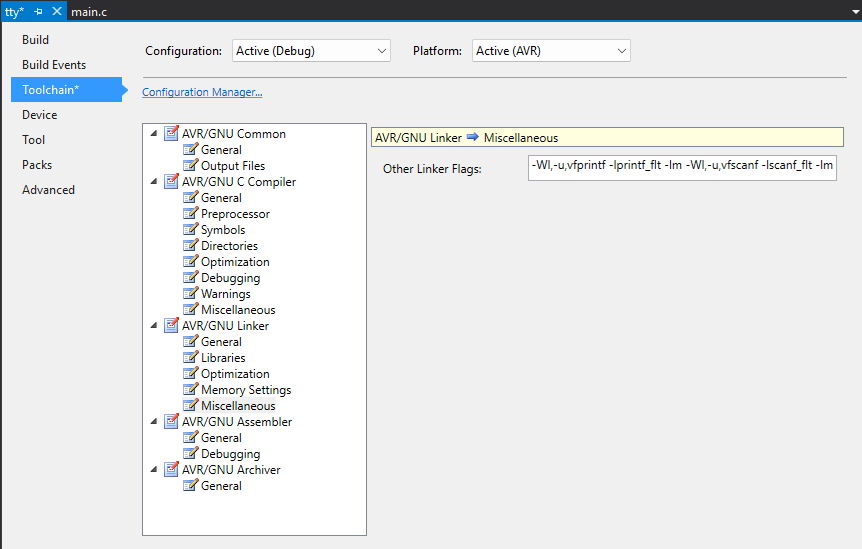 tty* main.c
Build
Build Events
Toolchain*
Device
Tool
Packs
Advanced
Configuration: Active (Debug) Platform: Active (AVR)
Configuration Manager...
AVR/GNU Common
General
Output Files
AVR/GNU C Compiler
General
Preprocessor
Symbols
Directories
Optimization
Debugging
Warnings
Miscellaneous
AVR/GNU Linker
General
Libraries
Optimization
Memory Settings
Miscellaneous
AVR/GNU Assembler
General
Debugging
AVR/GNU Archiver
General
AVR/GNU Linker Miscellaneous
Other Linker Flags: -Wl,-u,vfprintf -lprintf_flt -lm -Wl,-u,vfscanf -lscanf_flt -lm